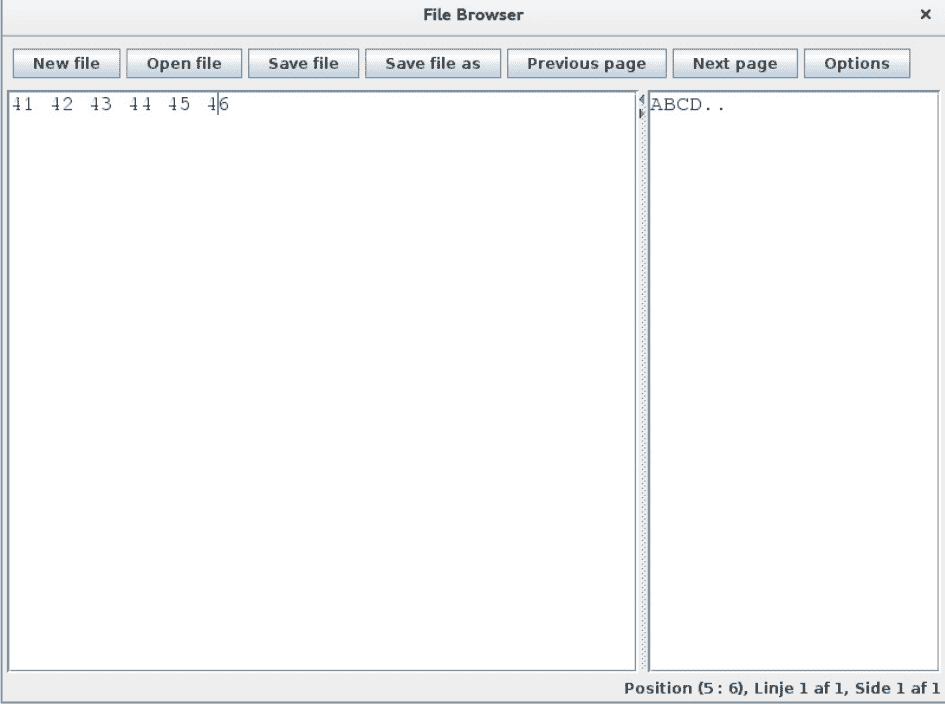 File Browser ×
New file Open file Save file Save file as Previous page Next page Options
41 42 43 44 45 46
ABCD..
Position (5 : 6), Linje 1 af 1, Side 1 af 1